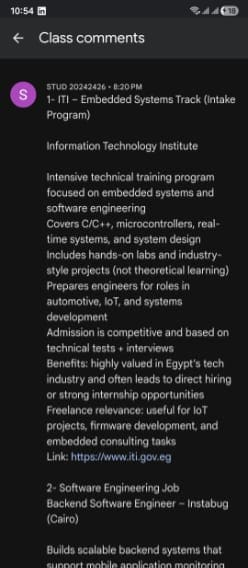 10:54
18
Class comments
S
STUD 20242426 • 8:20 PM
1- ITI – Embedded Systems Track (Intake
Program)
Information Technology Institute
Intensive technical training program
focused on embedded systems and
software engineering
Covers C/C++, microcontrollers, real-
time systems, and system design
Includes hands-on labs and industry-
style projects (not theoretical learning)
Prepares engineers for roles in
automotive, IoT, and systems
development
Admission is competitive and based on
technical tests + interviews
Benefits: highly valued in Egypt's tech
industry and often leads to direct hiring
or strong internship opportunities
Freelance relevance: useful for IoT
projects, firmware development, and
embedded consulting tasks
Link: https://www.iti.gov.eg
2- Software Engineering Job
Backend Software Engineer – Instabug
(Cairo)
Builds scalable backend systems that
support mobile application monitoring